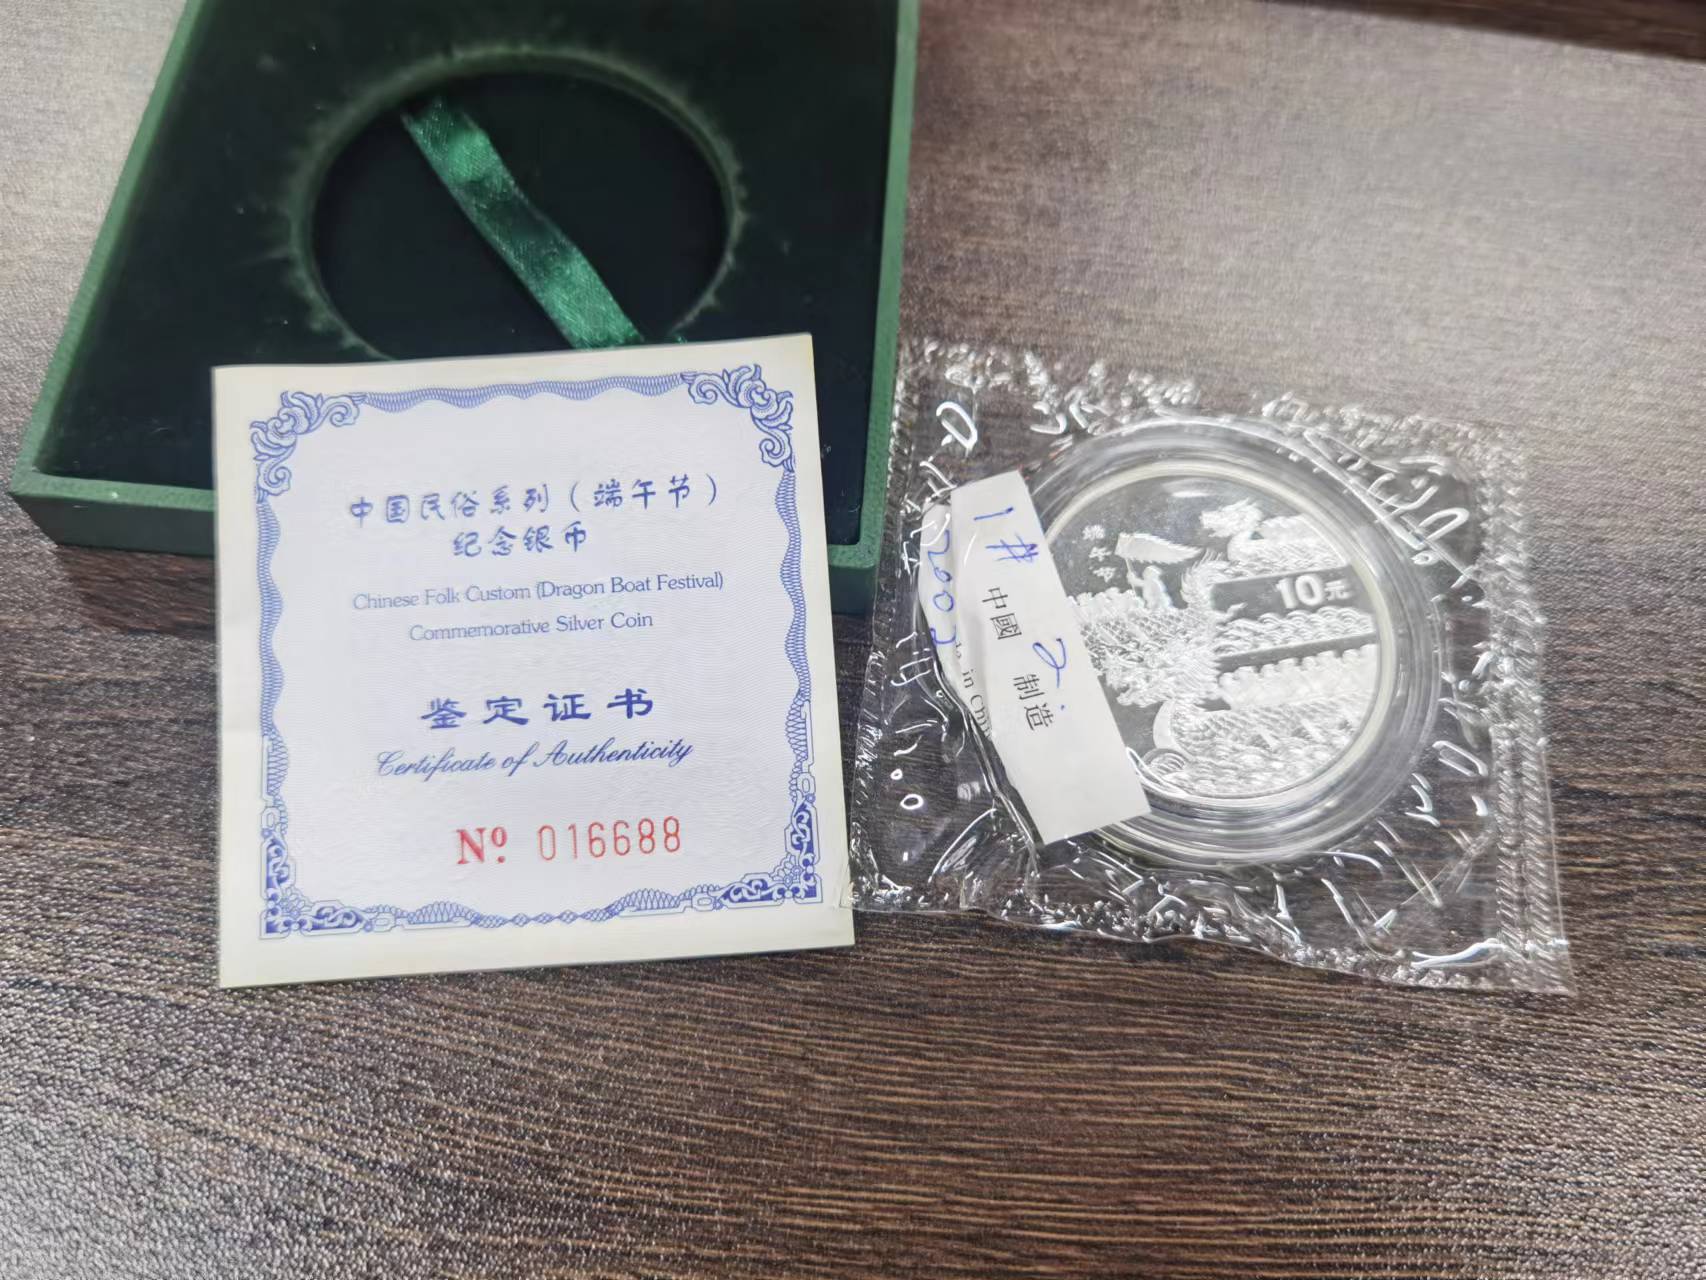 中国民俗系列（端午节）
纪念银币
Chinese Folk Custom (Dragon Boat Festival)
Commemorative Silver Coin
鉴定证书
Certificate of Authenticity
Nº. 016688
1#
中國 制造
2
端午节
10元